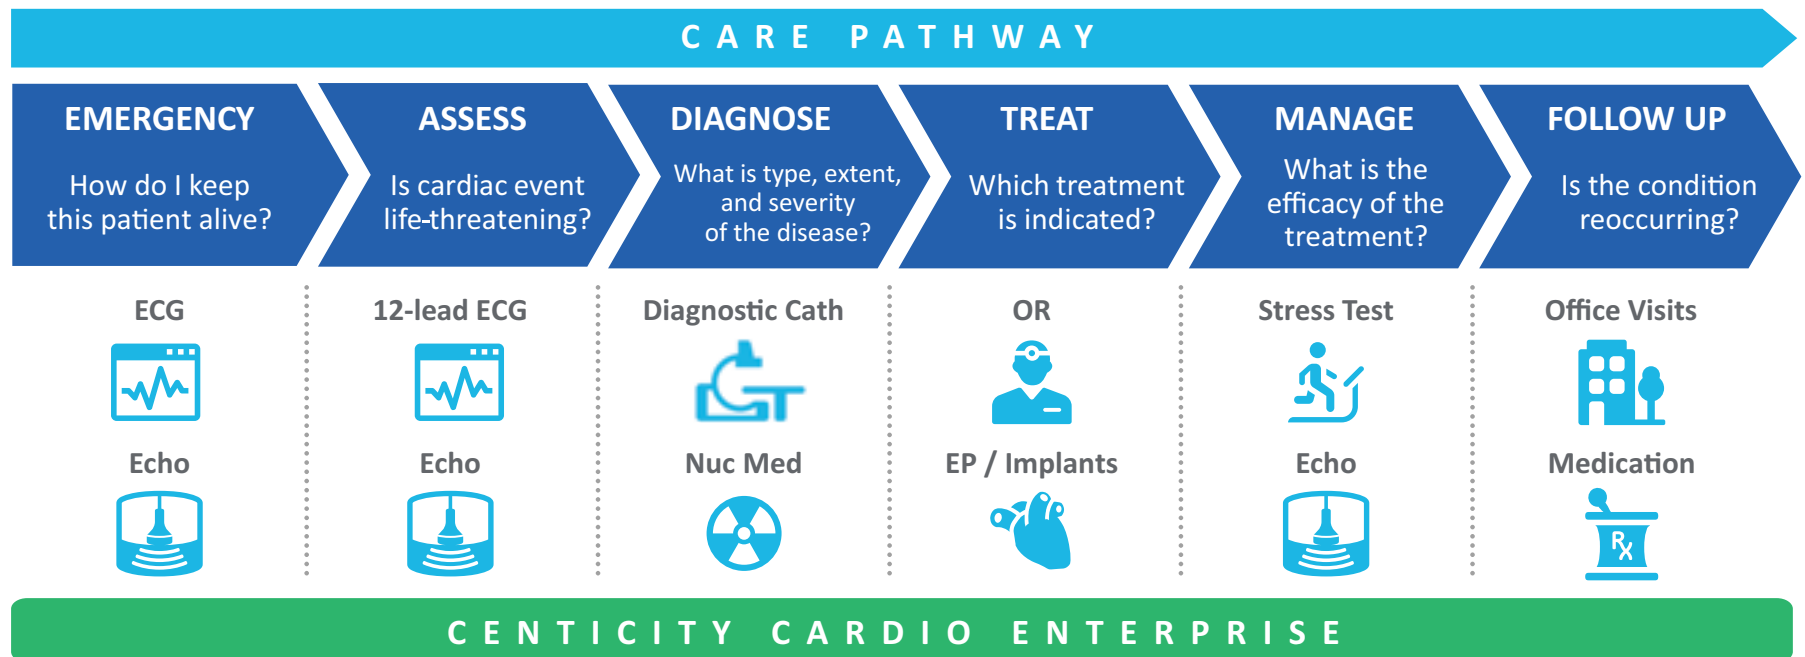 CARE PATHWAY
EMERGENCY
How do I keep
this patient alive?
ASSESS
Is cardiac event
life-threatening?
DIAGNOSE
What is type, extent,
and severity
of the disease?
TREAT
Which treatment
is indicated?
MANAGE
What is the
efficacy of the
treatment?
FOLLOW UP
Is the condition
reoccurring?
ECG
12-lead ECG
Diagnostic Cath
OR
Stress Test
Office Visits
Echo
Echo
Nuc Med
EP / Implants
Echo
Medication
Rx
CENTICITY CARDIO ENTERPRISE